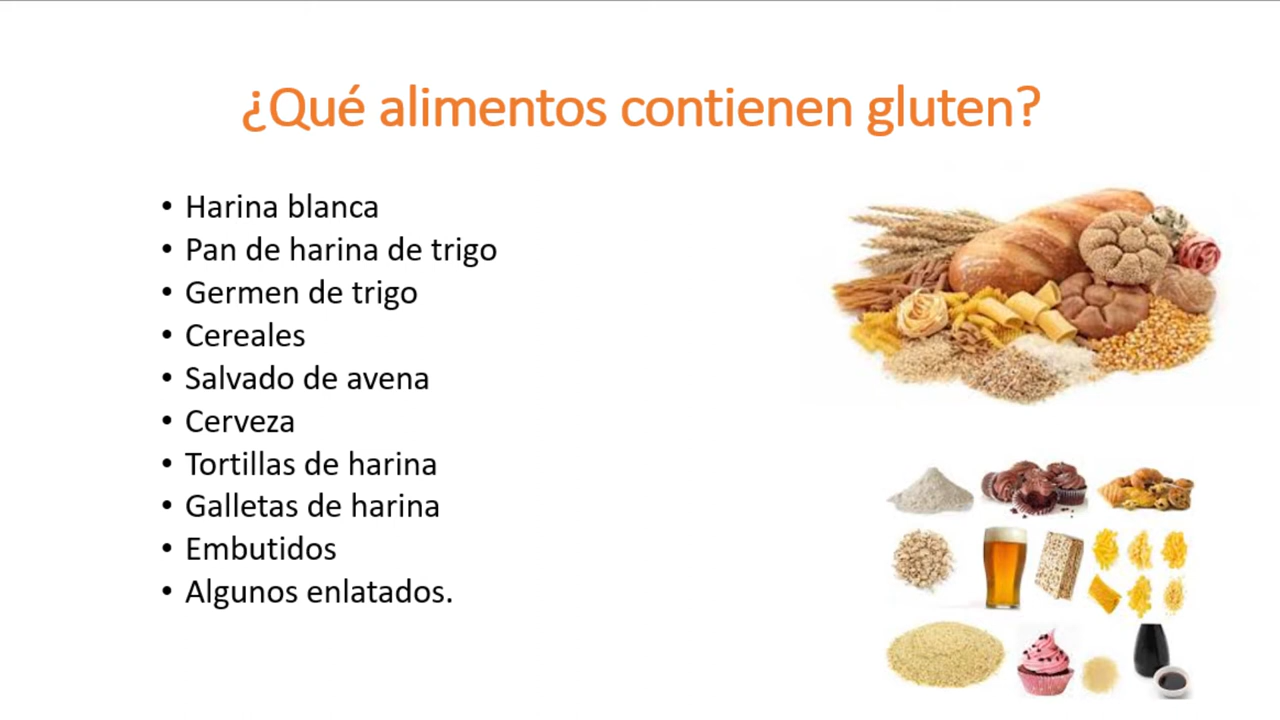 ¿Qué alimentos contienen gluten?
• Harina blanca
• Pan de harina de trigo
• Germen de trigo
• Cereales
• Salvado de avena
• Cerveza
• Tortillas de harina
• Galletas de harina
• Embutidos
• Algunos enlatados.